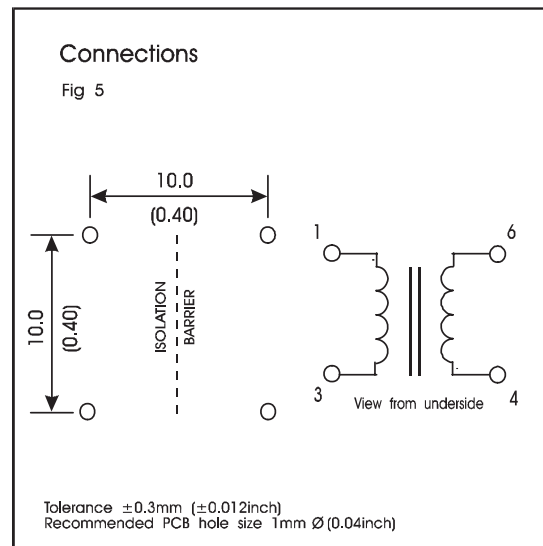 Connections
Fig 5
10.0
(0.40)
10.0
(0.40)
ISOLATION
BARRIER
1
6
3
4
View from underside
Tolerance ±0.3mm (±0.012inch)
Recommended PCB hole size 1mm Ø (0.04inch)